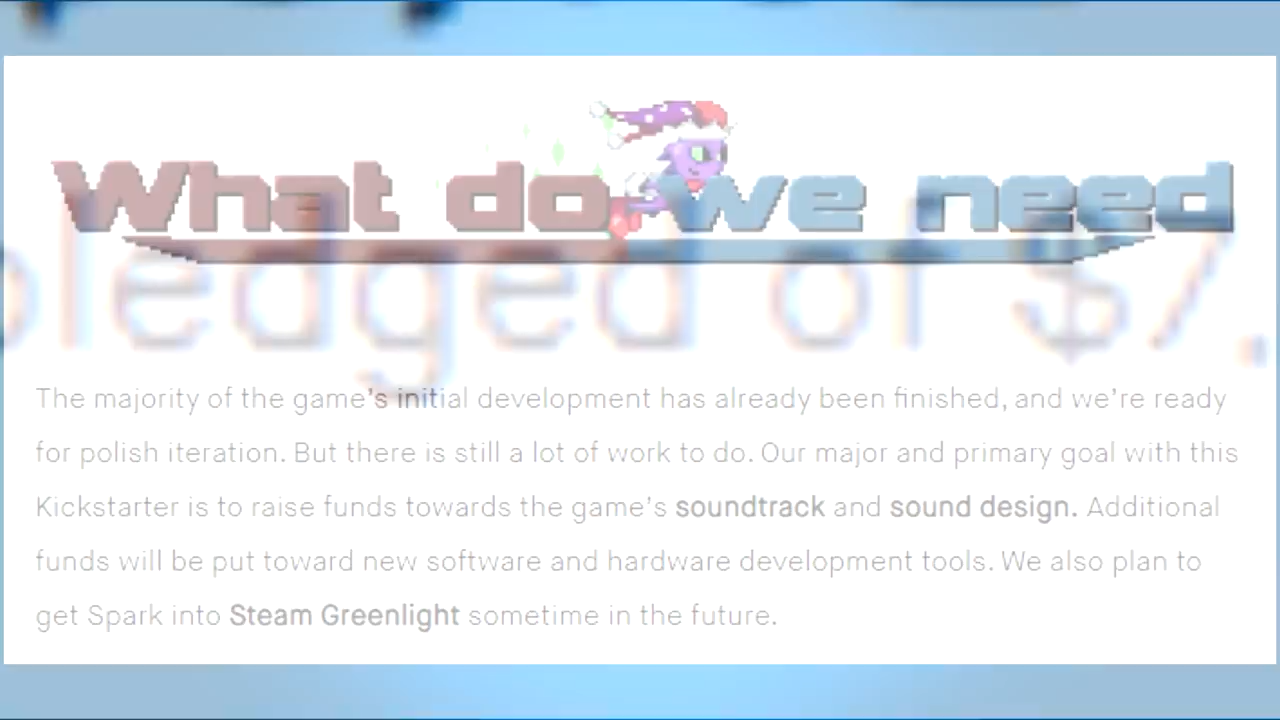 What do we need
pledged of $7,
The majority of the game’s initial development has already been finished, and we’re ready
for polish iteration. But there is still a lot of work to do. Our major and primary goal with this
Kickstarter is to raise funds towards the game’s soundtrack and sound design. Additional
funds will be put toward new software and hardware development tools. We also plan to
get Spark into Steam Greenlight sometime in the future.